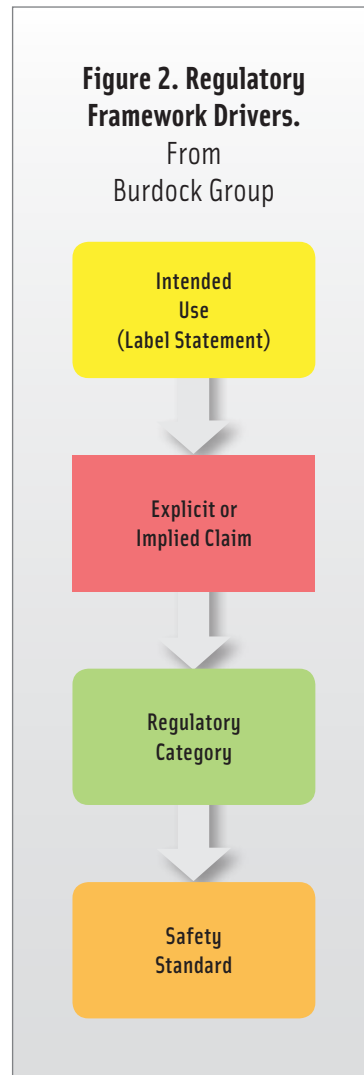 Figure 2. Regulatory
Framework Drivers.
From
Burdock Group
Intended
Use
(Label Statement)
Explicit or
Implied Claim
Regulatory
Category
Safety
Standard